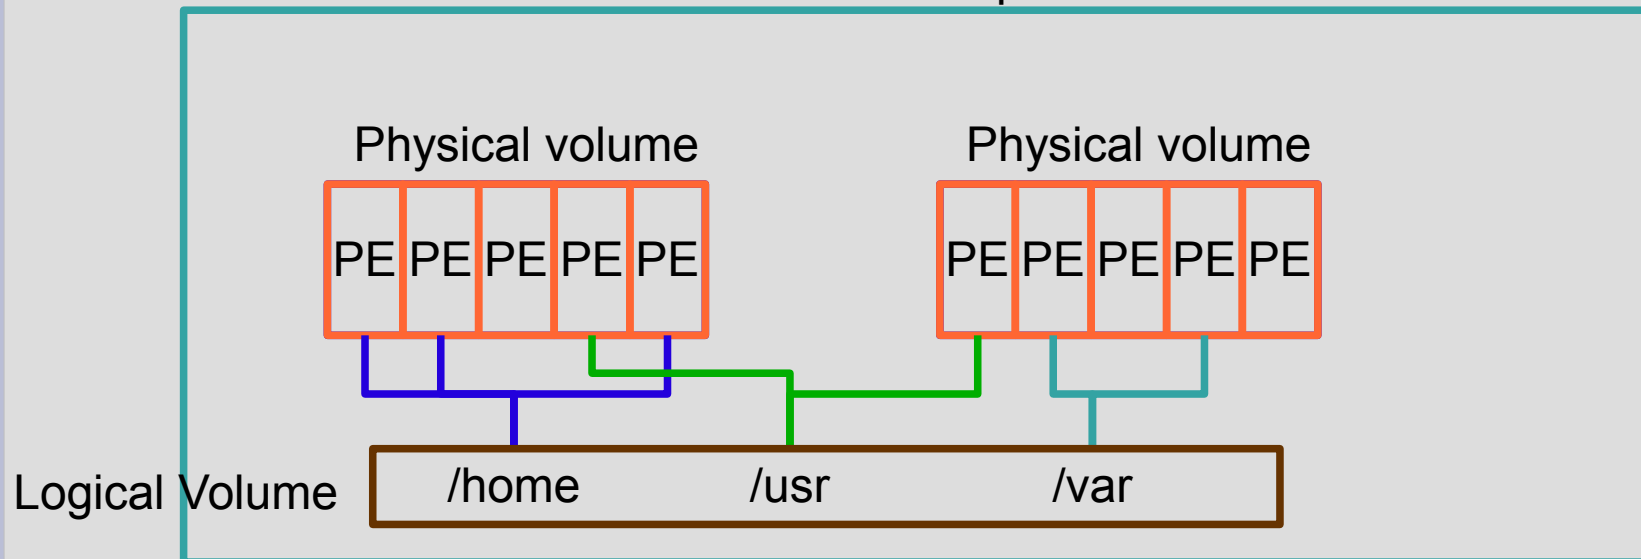 Physical volume Physical volume
PE PE PE PE PE PE PE PE PE PE
Logical Volume /home /usr /var